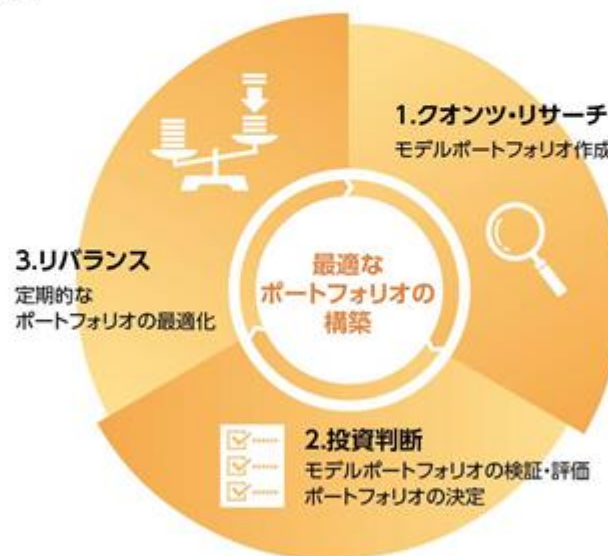 1.クオンツ・リサーチ
モデルポートフォリオ作成
最適な
ポートフォリオの
構築
2.投資判断
モデルポートフォリオの検証・評価
ポートフォリオの決定
3.リバランス
定期的な
ポートフォリオの最適化